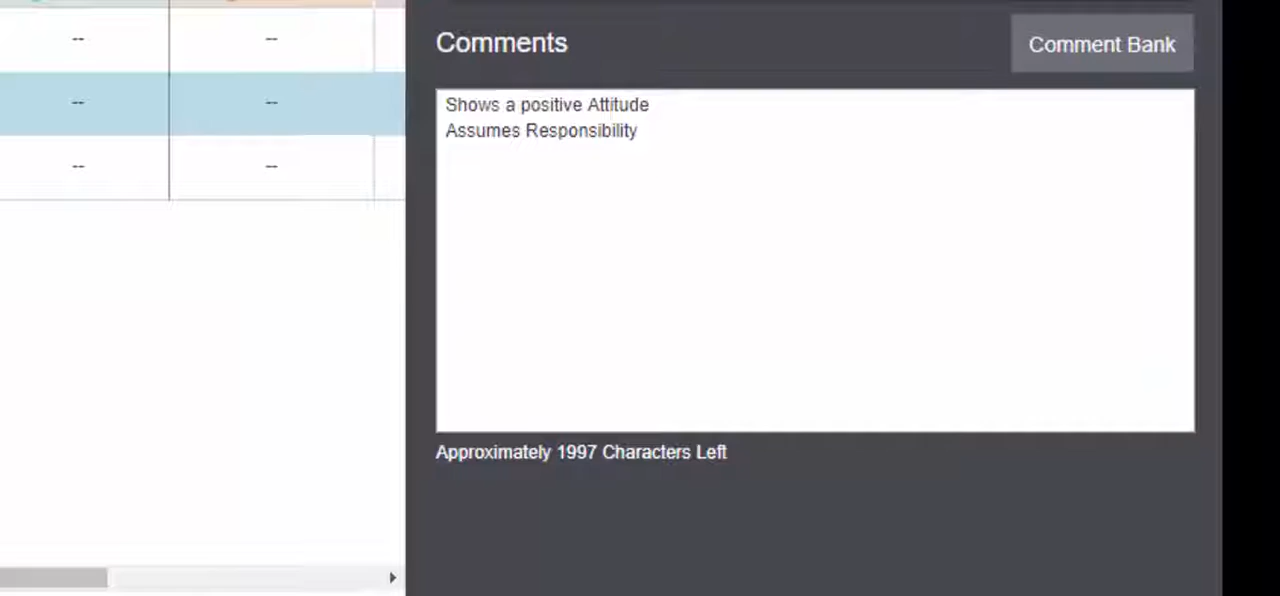 Comments
Comment Bank
Shows a positive Attitude
Assumes Responsibility
Approximately 1997 Characters Left
-- --
-- --
-- --